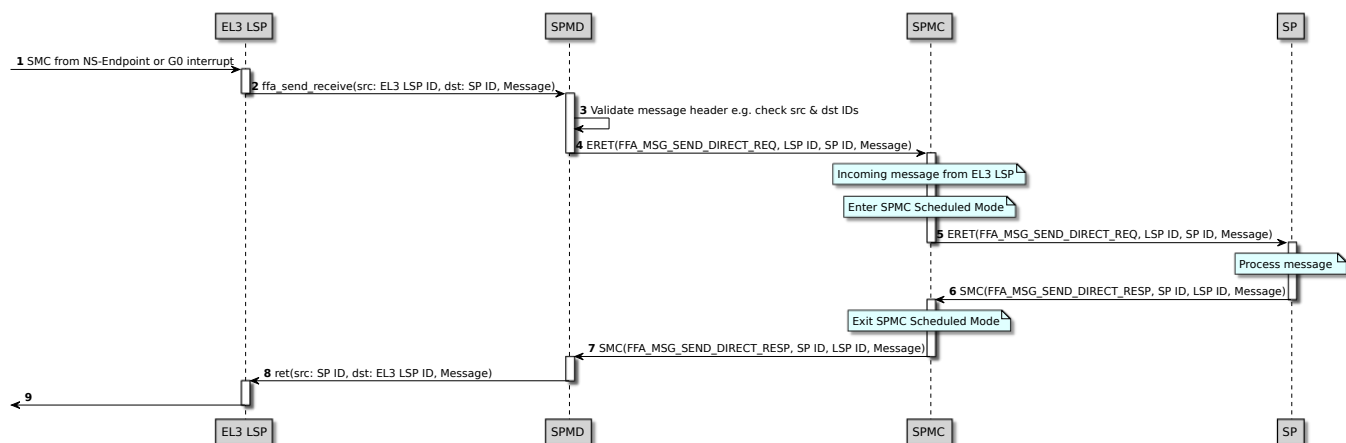 EL3 LSP SPMD SPMC SP
1 SMC from NS-Endpoint or G0 interrupt
2 ffa_send_receive(src: EL3 LSP ID, dst: SP ID, Message)
3 Validate message header e.g. check src & dst IDs
4 ERET(FFA_MSG_SEND_DIRECT_REQ, LSP ID, SP ID, Message)
Incoming message from EL3 LSP
Enter SPMC Scheduled Mode
5 ERET(FFA_MSG_SEND_DIRECT_REQ, LSP ID, SP ID, Message)
Process message
6 SMC(FFA_MSG_SEND_DIRECT_RESP, SP ID, LSP ID, Message)
Exit SPMC Scheduled Mode
7 SMC(FFA_MSG_SEND_DIRECT_RESP, SP ID, LSP ID, Message)
8 ret(src: SP ID, dst: EL3 LSP ID, Message)
9
EL3 LSP SPMD SPMC SP